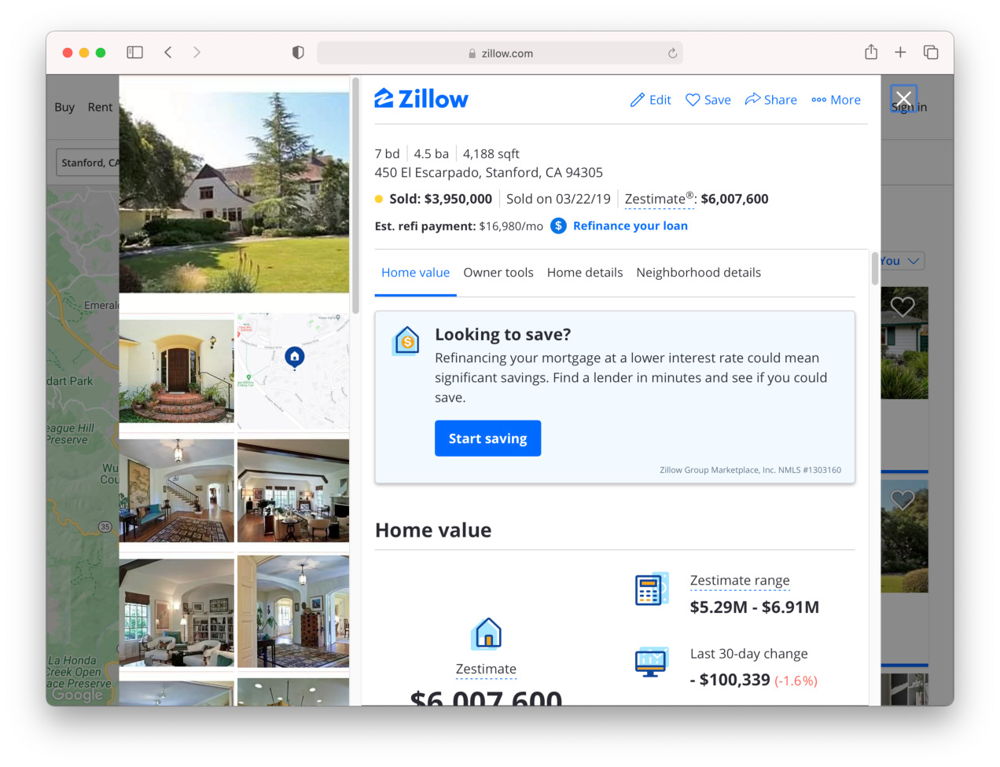 zillow.com
Buy Rent
Sign in
Stanford, CA
You
Emerald
dart Park
eague Hill
Preserve
Wu
Cou
35
La Honda
Creek Open
ace Preserve
Google
Zillow
Edit Save Share More
7 bd 4.5 ba 4,188 sqft
450 El Escarpado, Stanford, CA 94305
Sold: $3,950,000 Sold on 03/22/19 Zestimate®: $6,007,600
Est. refi payment: $16,980/mo $ Refinance your loan
Home value Owner tools Home details Neighborhood details
Looking to save?
Refinancing your mortgage at a lower interest rate could mean
significant savings. Find a lender in minutes and see if you could
save.
Start saving
Zillow Group Marketplace, Inc. NMLS #1303160
Home value
Zestimate
$6,007,600
Zestimate range
$5.29M - $6.91M
Last 30-day change
- $100,339 (-1.6%)